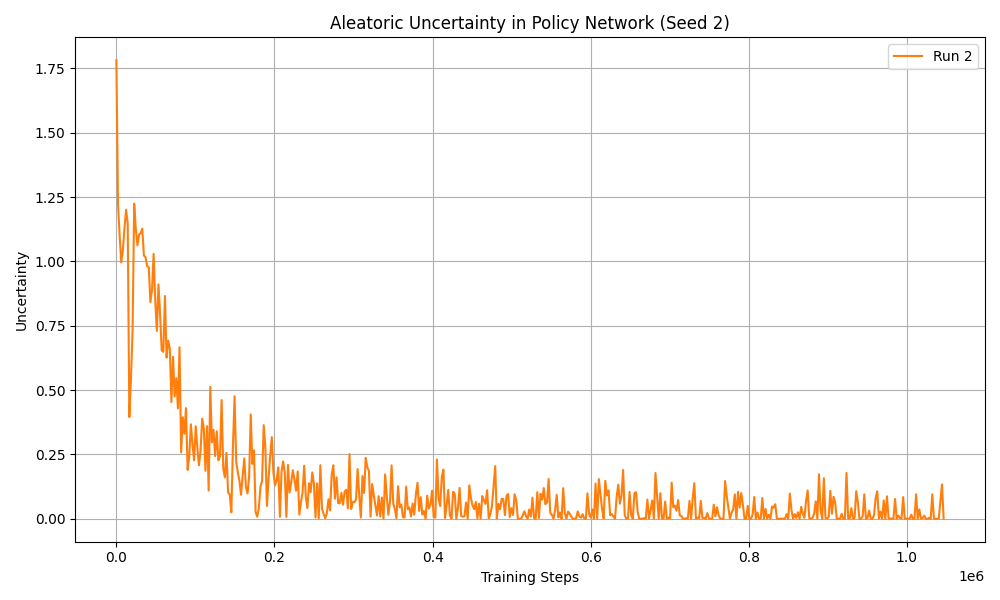 Aleatoric Uncertainty in Policy Network (Seed 2)
Run 2
Uncertainty
1.75
1.50
1.25
1.00
0.75
0.50
0.25
0.00
0.0 0.2 0.4 0.6 0.8 1.0
1e6
Training Steps